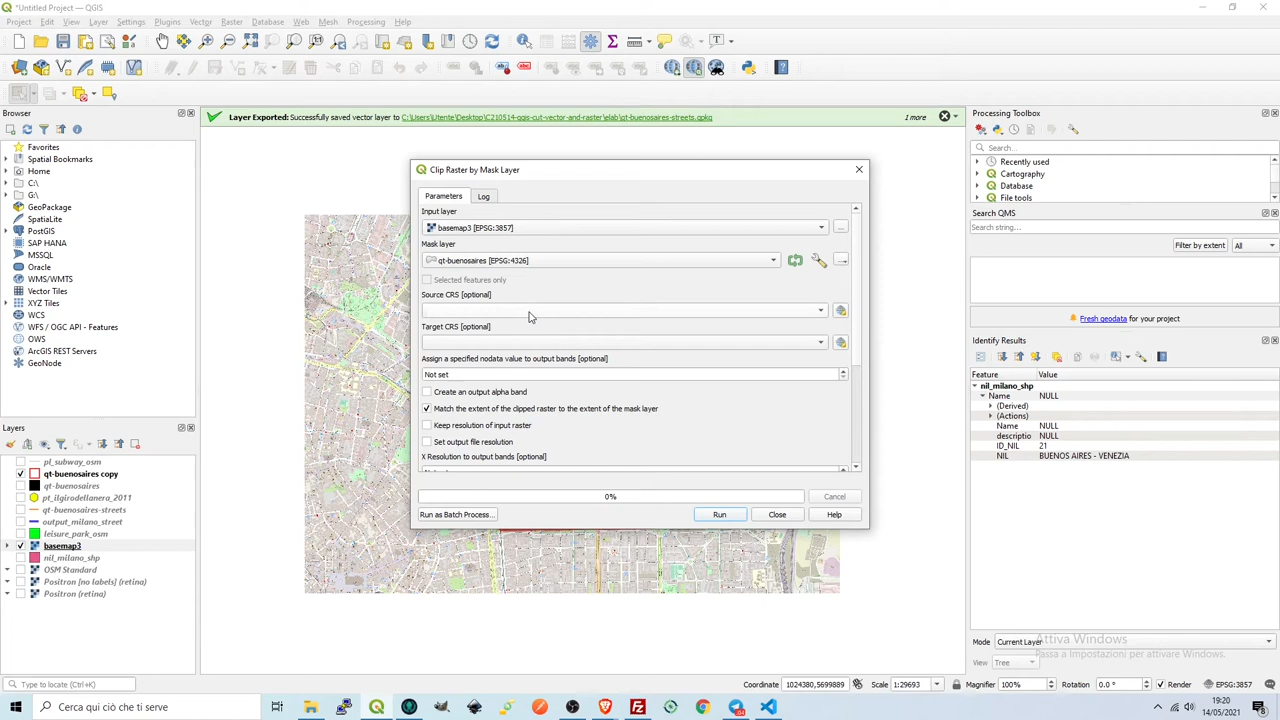 *Untitled Project — QGIS
Project Edit View Layer Settings Plugins Vector Raster Database Web Mesh Processing Help
Browser
Favorites
Spatial Bookmarks
Home
C:\
G:\
GeoPackage
SpatiaLite
PostGIS
SAP HANA
MSSQL
Oracle
WMS/WMTS
Vector Tiles
XYZ Tiles
WCS
WFS / OGC API - Features
OWS
ArcGIS REST Servers
GeoNode
Layers
pl_subway_osm
qt-buenosaires copy
qt-buenosaires
pt_ilgirodellanera_2011
qt-buenosaires-streets
output_milano_street
leisure_park_osm
basemap3
nil_milano_shp
OSM Standard
Positron [no labels] (retina)
Positron (retina)
Layer Exported: Successfully saved vector layer to C:\Users\Utente\Desktop\C210514-qgis-cut-vector-and-raster\elab\qt-buenosaires-streets.gpkg
1 more
Clip Raster by Mask Layer
Parameters Log
Input layer
basemap3 [EPSG:3857]
...
Mask layer
qt-buenosaires [EPSG:4326]
...
Selected features only
Source CRS [optional]
Target CRS [optional]
Assign a specified nodata value to output bands [optional]
Not set
Create an output alpha band
Match the extent of the clipped raster to the extent of the mask layer
Keep resolution of input raster
Set output file resolution
X Resolution to output bands [optional]
0%
Cancel
Run as Batch Process...
Run
Close
Help
Processing Toolbox
Search...
Recently used
Cartography
Database
File tools
Search QMS
Search string...
Filter by extent
All
Fresh geodata for your project
Identify Results
Feature Value
nil_milano_shp
Name NULL
(Derived)
(Actions)
Name NULL
descriptio NULL
ID_NIL 21
NIL BUENOS AIRES - VENEZIA
Mode Current Layer
View Tree
Attiva Windows
Passa a Impostazioni per attivare Windows.
Type to locate (Ctrl+K)
Coordinate 1024380,5699889
Scale 1:29693
Magnifier 100%
Rotation 0.0 °
Render
EPSG:3857
Cerca qui ciò che ti serve
19:20
14/05/2021